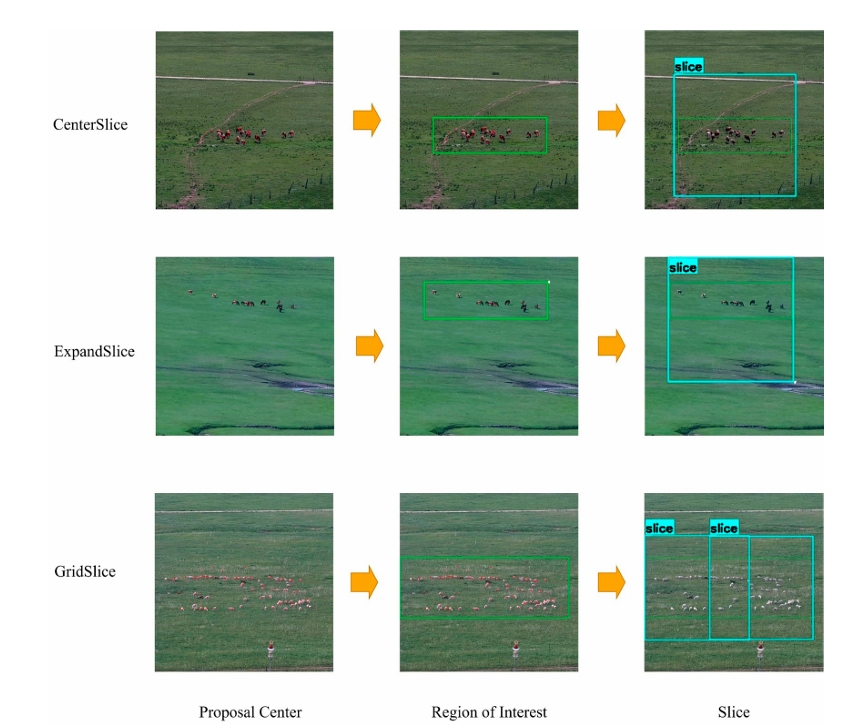 CenterSlice
slice
ExpandSlice
slice
GridSlice
slice slice
Proposal Center Region of Interest Slice